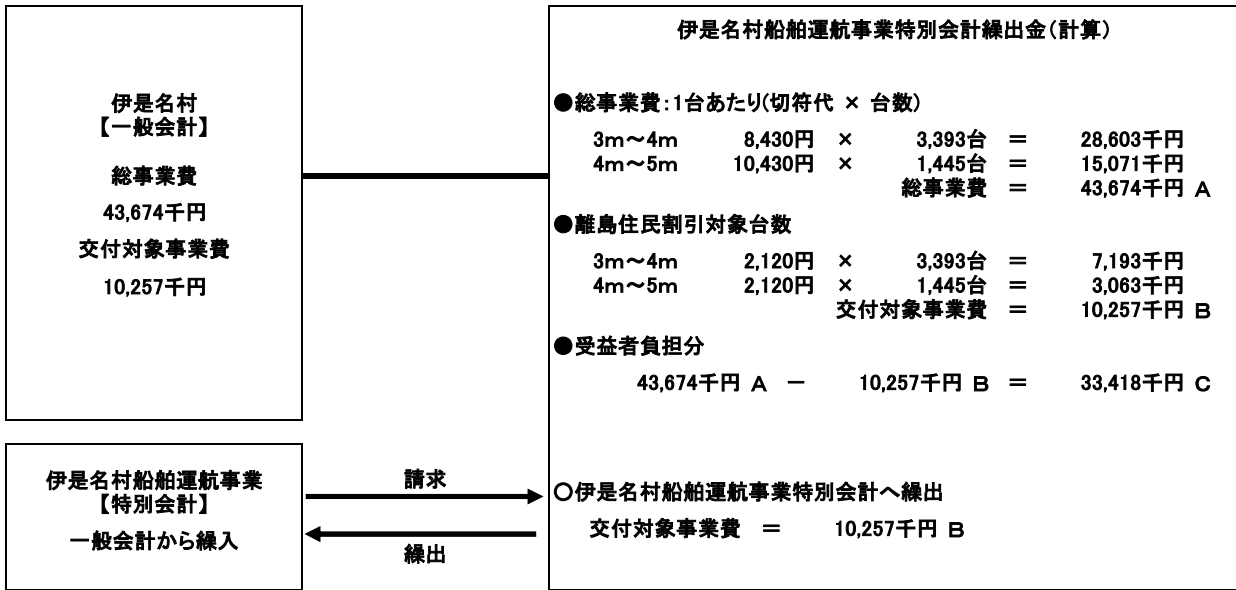 伊是名村
【一般会計】
総事業費
43,674千円
交付対象事業費
10,257千円
伊是名村船舶運航事業
【特別会計】
一般会計から繰入
請求
繰出
伊是名村船舶運航事業特別会計繰出金(計算)
●総事業費:1台あたり(切符代 × 台数)
3m～4m 8,430円 × 3,393台 = 28,603千円
4m～5m 10,430円 × 1,445台 = 15,071千円
総事業費 = 43,674千円 A
●離島住民割引対象台数
3m～4m 2,120円 × 3,393台 = 7,193千円
4m～5m 2,120円 × 1,445台 = 3,063千円
交付対象事業費 = 10,257千円 B
●受益者負担分
43,674千円 A － 10,257千円 B = 33,418千円 C
○伊是名村船舶運航事業特別会計へ繰出
交付対象事業費 = 10,257千円 B